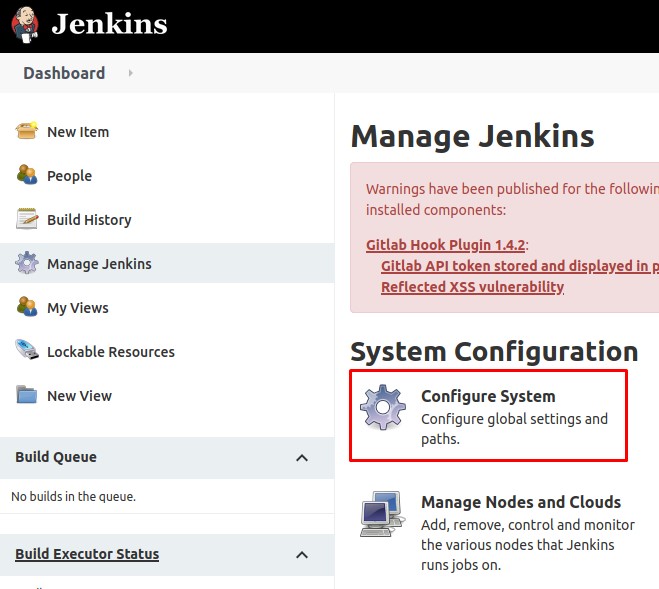 Jenkins
Dashboard
New Item
People
Build History
Manage Jenkins
My Views
Lockable Resources
New View
Build Queue
No builds in the queue.
Build Executor Status
Manage Jenkins
Warnings have been published for the following
installed components:
Gitlab Hook Plugin 1.4.2:
Gitlab API token stored and displayed in p
Reflected XSS vulnerability
System Configuration
Configure System
Configure global settings and
paths.
Manage Nodes and Clouds
Add, remove, control and monitor
the various nodes that Jenkins
runs jobs on.